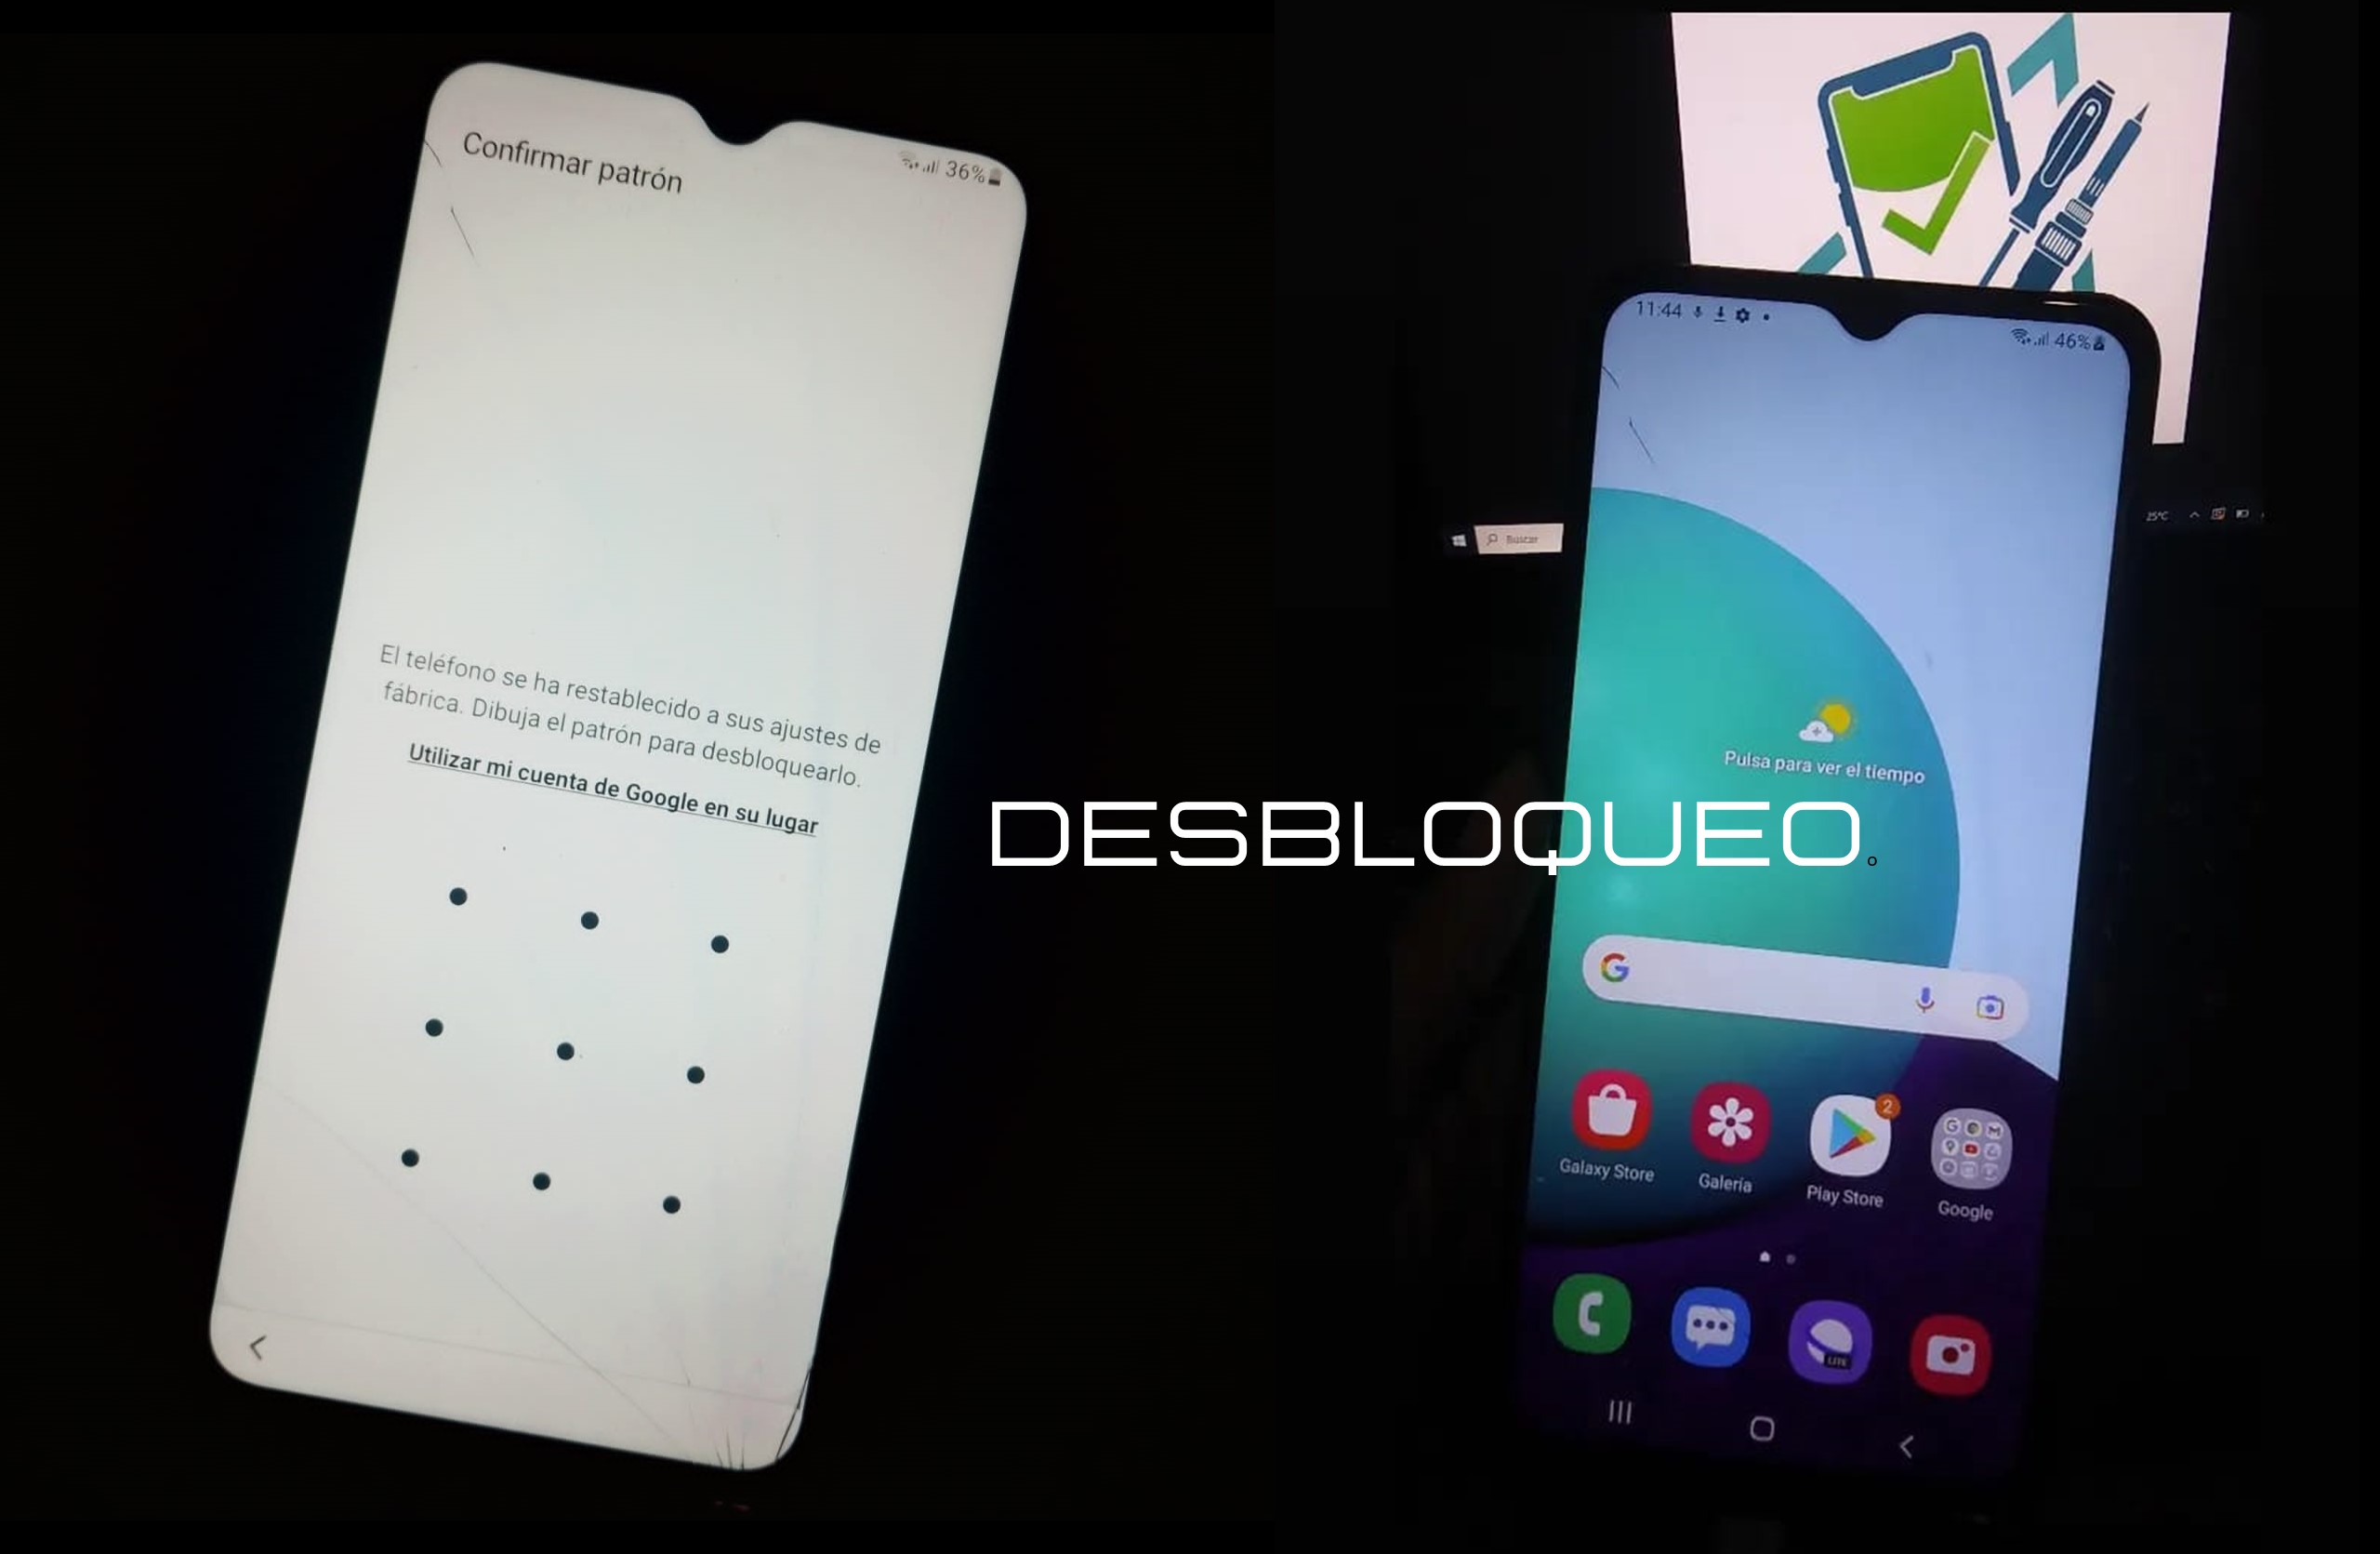 Confirmar patrón
36%
El teléfono se ha restablecido a sus ajustes de
fábrica. Dibuja el patrón para desbloquearlo.
Utilizar mi cuenta de Google en su lugar
DESBLOQUEO.
11:44
46%
Buscar
25°C
Pulsa para ver el tiempo
G
2
Galaxy Store
Galería
Play Store
Google
LITE